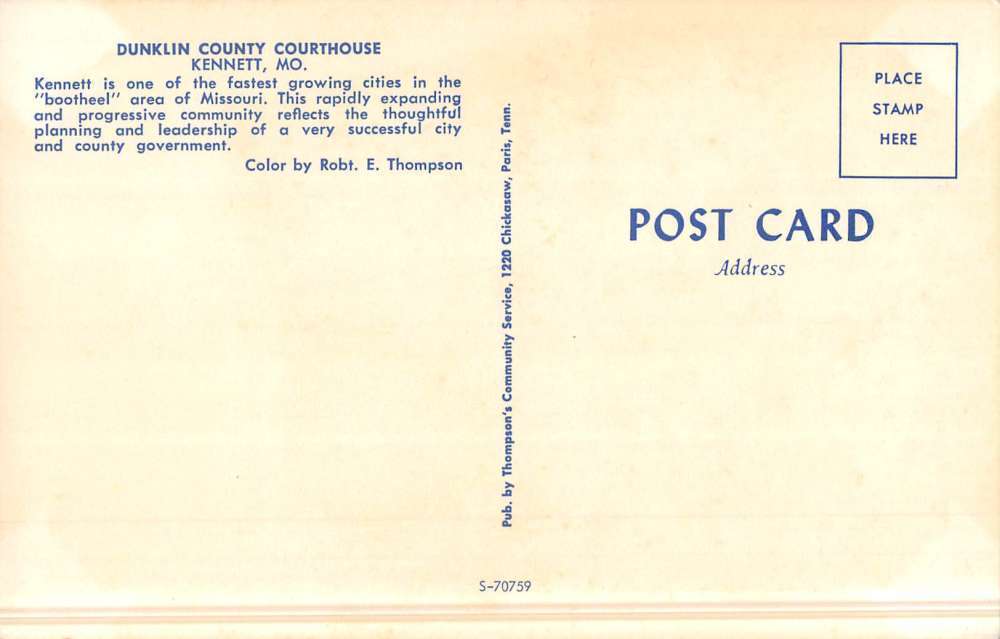 DUNKLIN COUNTY COURTHOUSE
KENNETT, MO.
Kennett is one of the fastest growing cities in the
"bootheel" area of Missouri. This rapidly expanding
and progressive community reflects the thoughtful
planning and leadership of a very successful city
and county government.
Color by Robt. E. Thompson
Pub. by Thompson's Community Service, 1220 Chickasaw, Paris, Tenn.
PLACE
STAMP
HERE
POST CARD
Address
S-70759